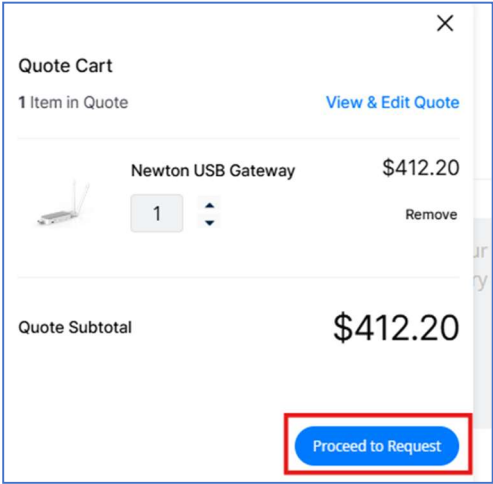 Quote Cart
1 Item in Quote
View & Edit Quote
Newton USB Gateway
$412.20
1
Remove
Quote Subtotal
$412.20
Proceed to Request